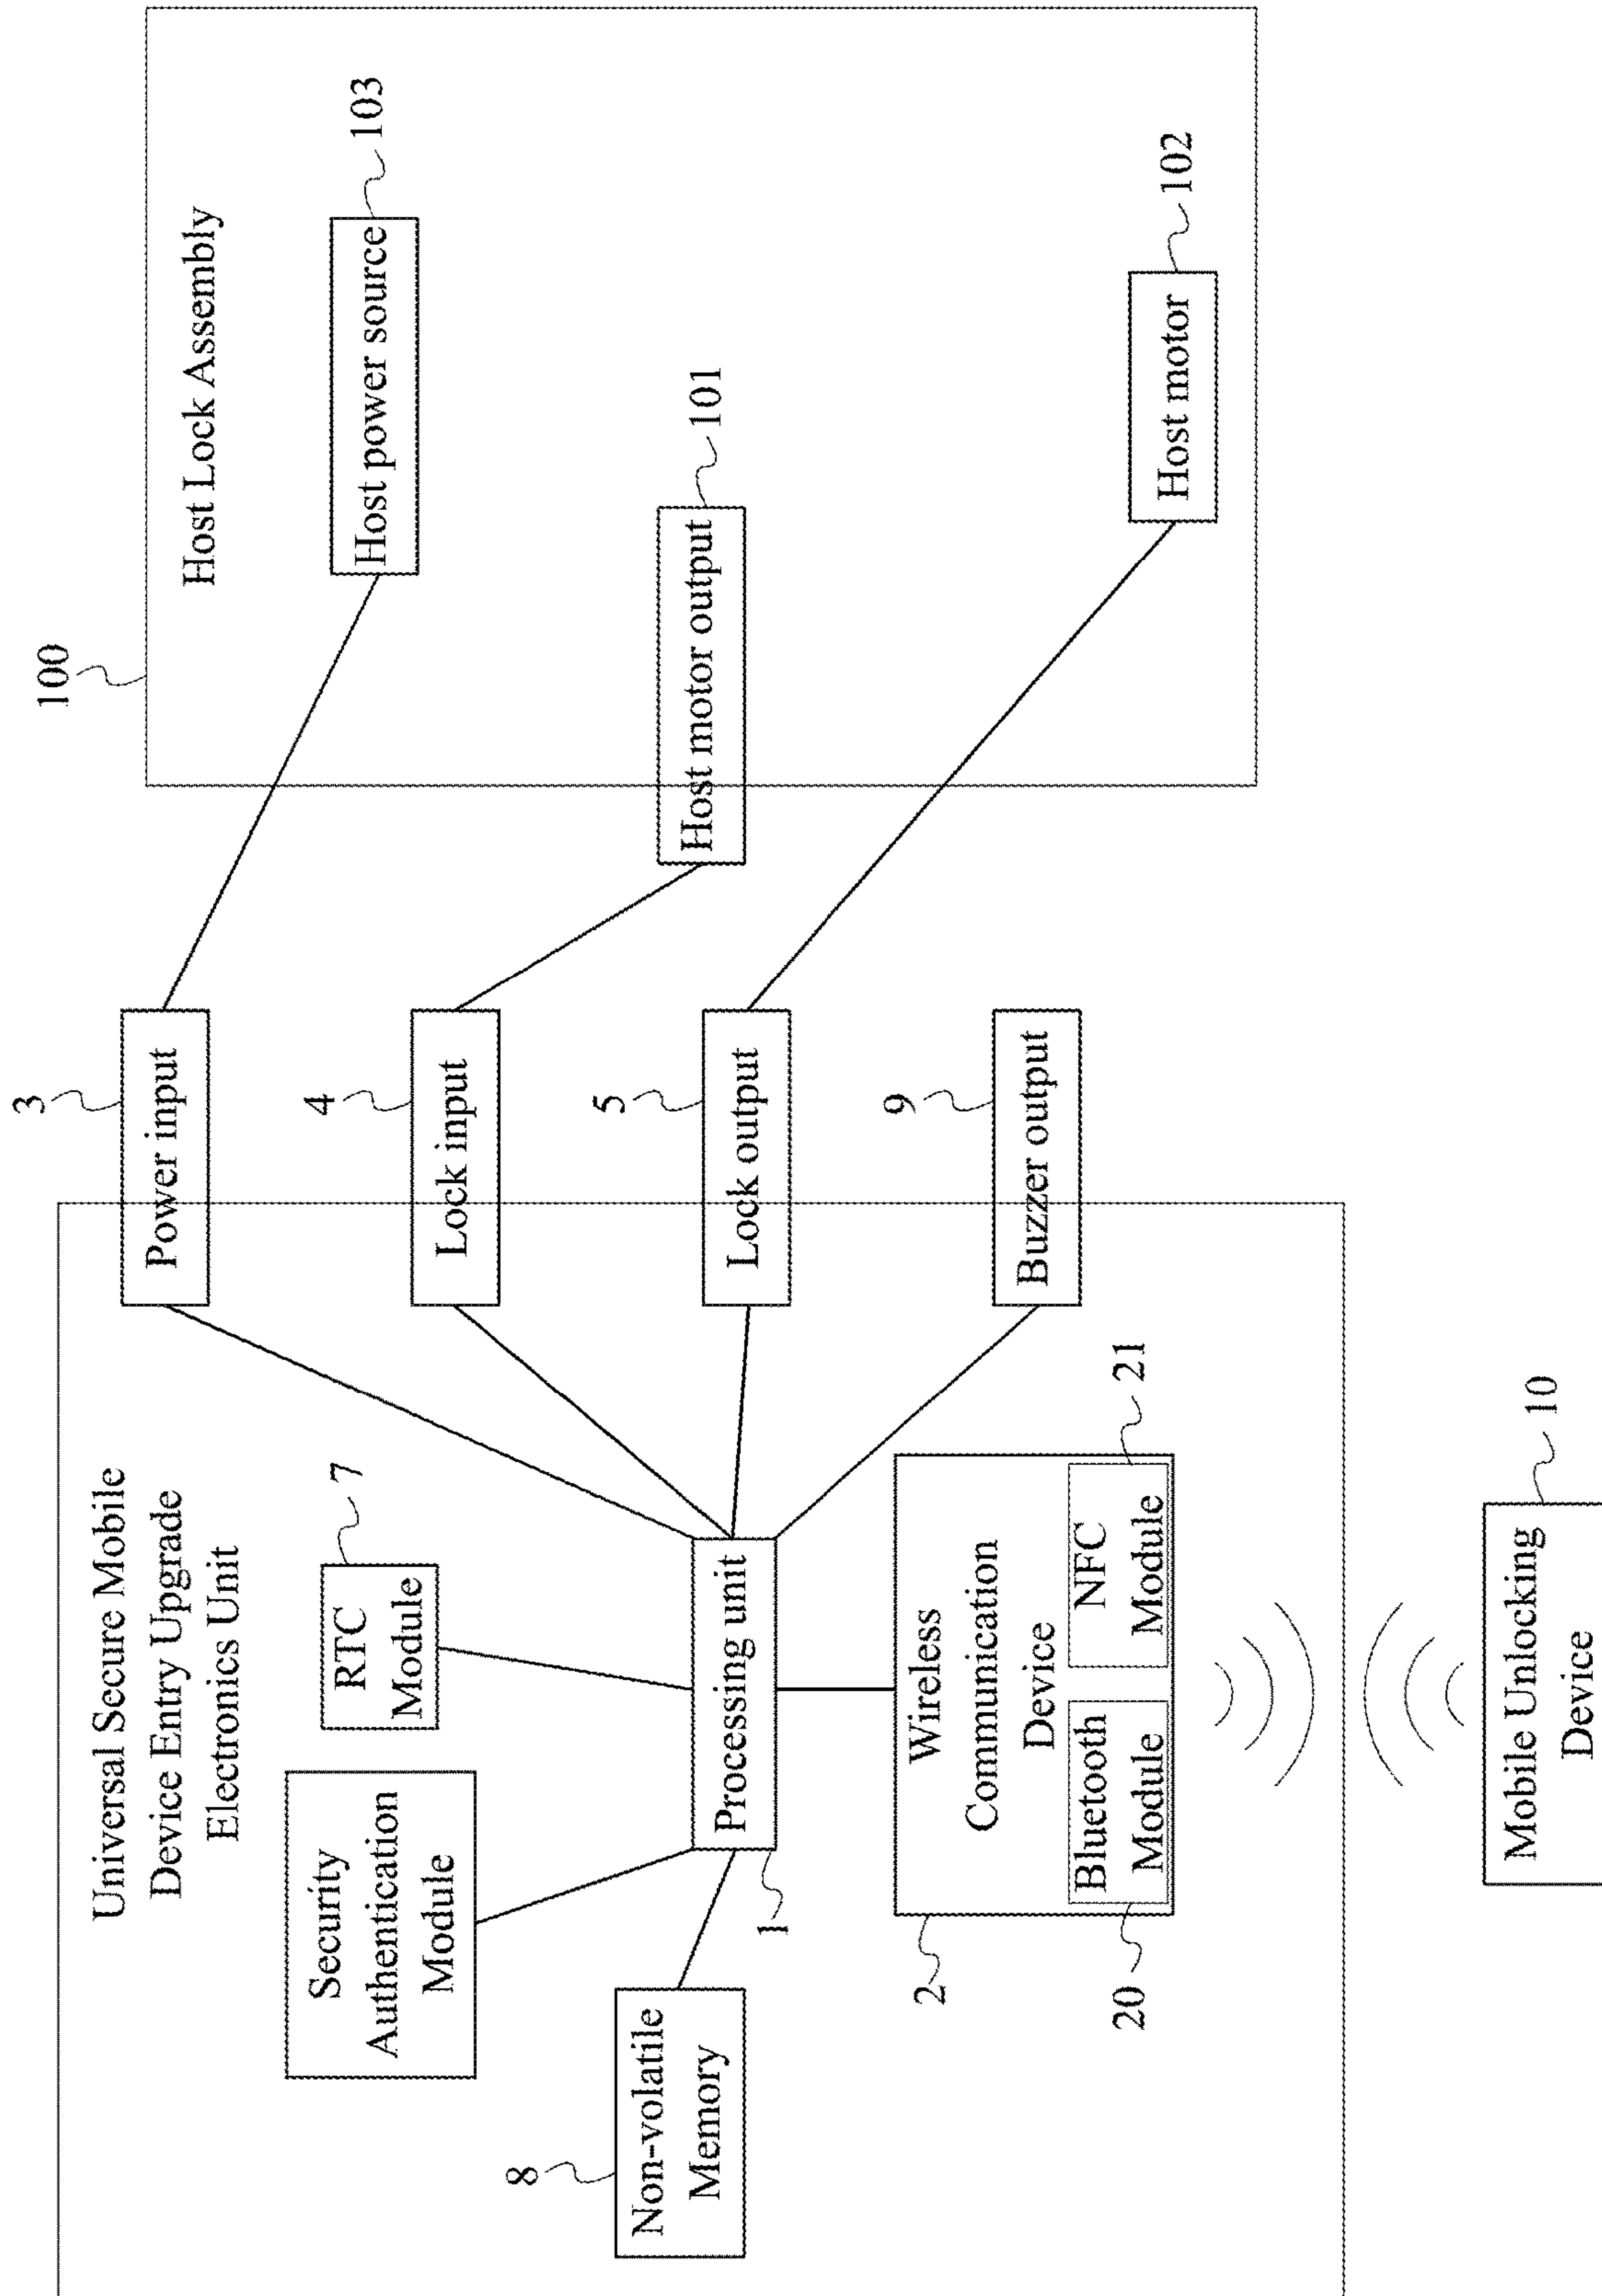 Universal Secure Mobile
Device Entry Upgrade
Electronics Unit
Security
Authentication
Module
RTC
Module
7
8
Non-volatile
Memory
Processing unit
1
2
Wireless
Communication
Device
Bluetooth
Module
20
NFC
Module
21
Mobile Unlocking
Device
10
3
Power input
4
Lock input
5
Lock output
9
Buzzer output
100
Host Lock Assembly
Host power source
103
Host motor output
101
Host motor
102